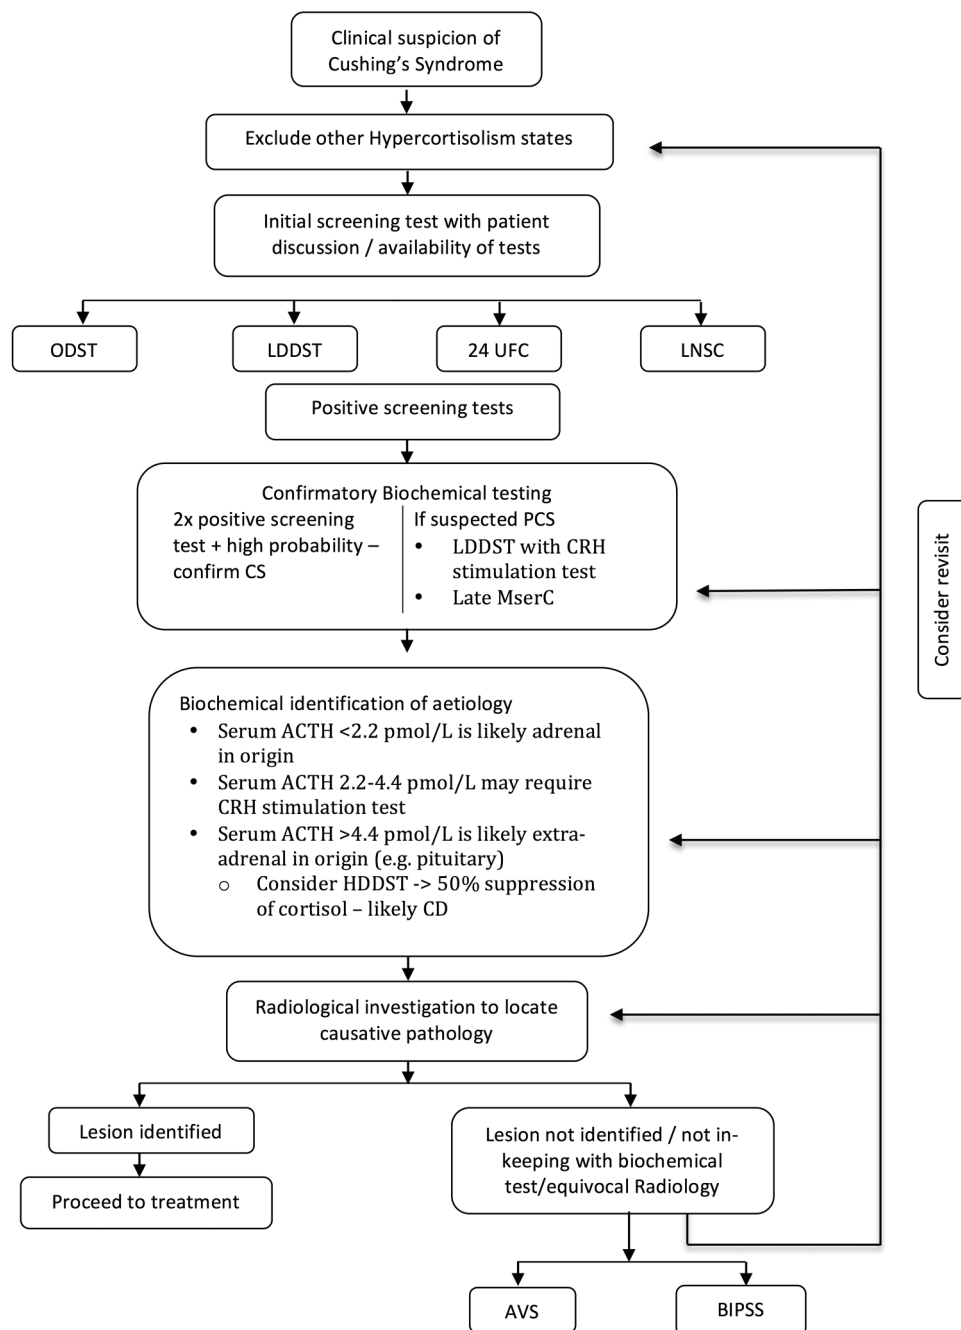 Clinical suspicion of
Cushing's Syndrome
Exclude other Hypercortisolism states
Initial screening test with patient
discussion / availability of tests
ODST
LDDST
24 UFC
LNSC
Positive screening tests
Confirmatory Biochemical testing
2x positive screening
test + high probability –
confirm CS
If suspected PCS
• LDDST with CRH
stimulation test
• Late MserC
Consider revisit
Biochemical identification of aetiology
• Serum ACTH <2.2 pmol/L is likely adrenal
in origin
• Serum ACTH 2.2-4.4 pmol/L may require
CRH stimulation test
• Serum ACTH >4.4 pmol/L is likely extra-
adrenal in origin (e.g. pituitary)
o Consider HDDST -> 50% suppression
of cortisol – likely CD
Radiological investigation to locate
causative pathology
Lesion identified
Proceed to treatment
Lesion not identified / not in-
keeping with biochemical
test/equivocal Radiology
AVS
BIPSS